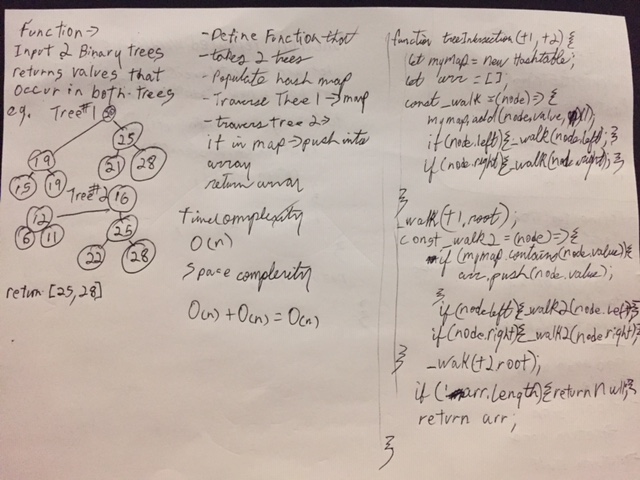 Function ->
Input 2 Binary trees
returns values that
occur in both trees
eg. Tree #1
20
19
15
19
25
21
28
Tree #2
16
12
6
11
25
22
28
return [25,28]
- Define Function that
- takes 2 trees
- Populate hash map
- Traverse Tree 1 -> map
- traverse tree 2 ->
it in map -> push into
array
return array
Time complexity
O(n)
Space complexity
O(n) + O(n) = O(n)
function treeIntersection (t1, t2) {
let mymap = new Hashtable;
let arr = [];
const _walk = (node) => {
mymap.add(node.value,
if(node.left) {_walk(node.left);}
if(node.right) {_walk(node.right);}
}
_walk(t1.root);
const _walk2 = (node) => {
if (mymap.contains(node.value) {
arr.push(node.value);
}
if(node.left) {_walk2(node.left)}
if(node.right) {_walk2(node.right)}
}
_walk(t2.root);
if (!arr.length) {return null}
return arr;
}